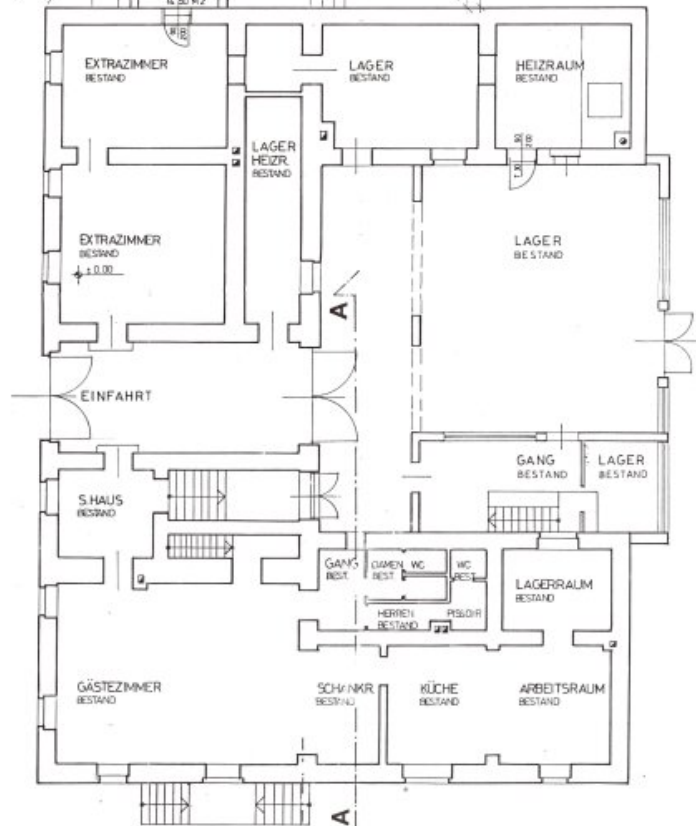 EXTRAZIMMER
BESTAND
LAGER
BESTAND
HEIZRAUM
BESTAND
LAGER
HEIZR.
BESTAND
EXTRAZIMMER
BESTAND
± 0.00
LAGER
BESTAND
A
EINFAHRT
GANG
BESTAND
LAGER
BESTAND
S.HAUS
BESTAND
GANG
BEST.
DAMEN
BEST.
WC
WC
BEST.
LAGERRAUM
BESTAND
HERREN
BESTAND
PISSOIR
GÄSTEZIMMER
BESTAND
SCHANKR.
BESTAND
KÜCHE
BESTAND
ARBEITSRAUM
BESTAND
A